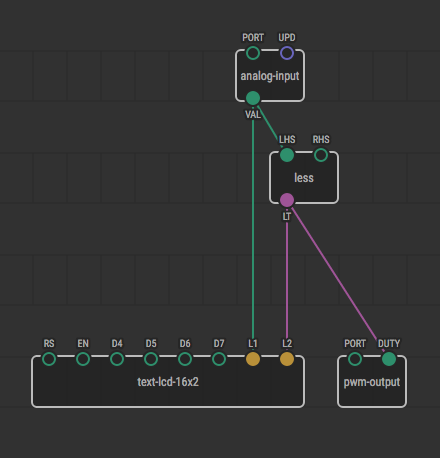 PORT UPD
analog-input
VAL
LHS RHS
less
LT
RS EN D4 D5 D6 D7 L1 L2 PORT DUTY
text-lcd-16x2 pwm-output